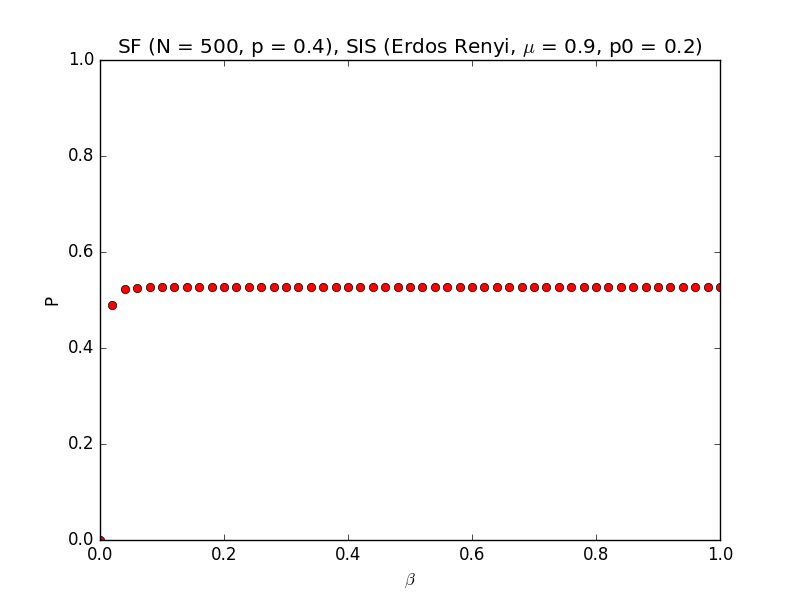 SF (N = 500, p = 0.4), SIS (Erdos Renyi, μ = 0.9, p0 = 0.2)
1.0
0.8
0.6
P
0.4
0.2
0.0
0.0 0.2 0.4 0.6 0.8 1.0
β